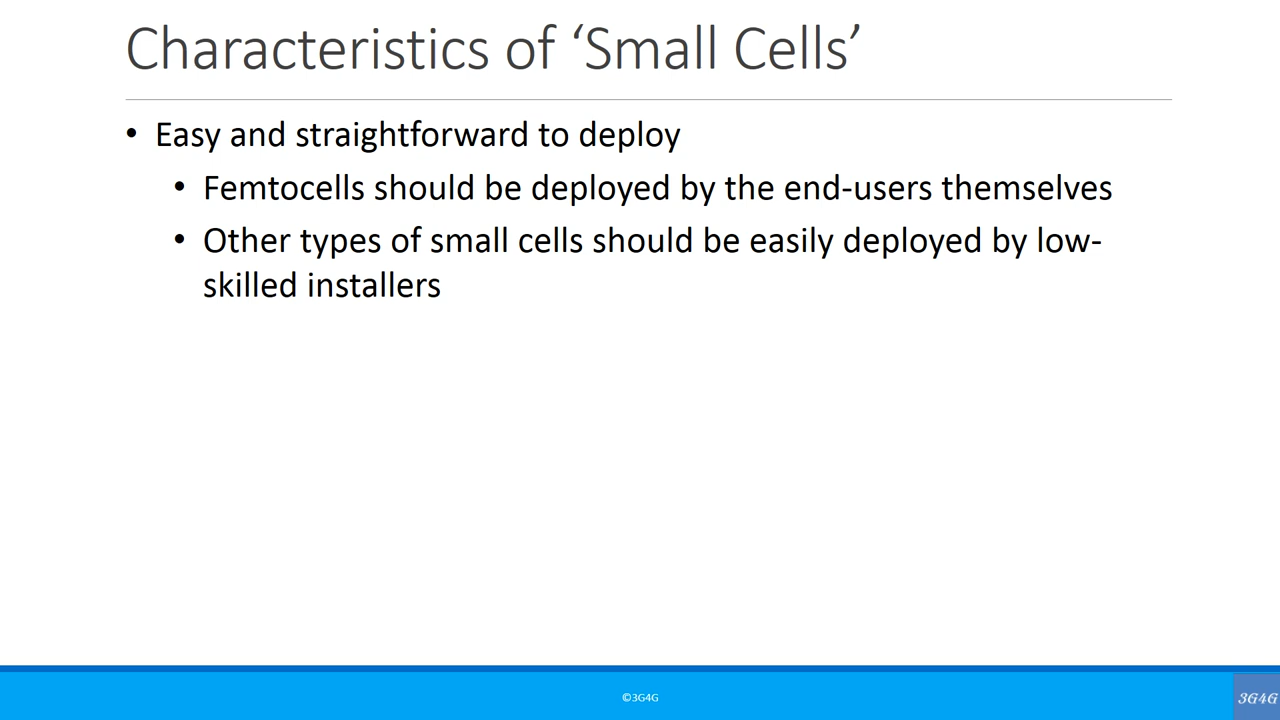 Characteristics of ‘Small Cells’
• Easy and straightforward to deploy
• Femtocells should be deployed by the end-users themselves
• Other types of small cells should be easily deployed by low-
skilled installers
©3G4G
3G4G